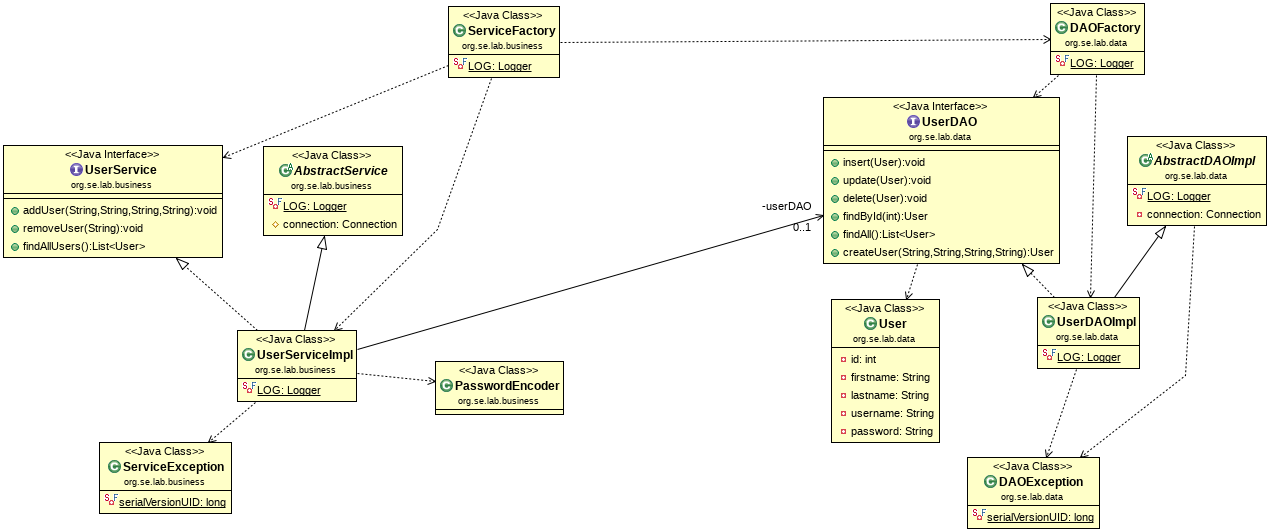 <<Java Class>>
ServiceFactory
org.se.lab.business
LOG: Logger
<<Java Class>>
DAOFactory
org.se.lab.data
LOG: Logger
<<Java Interface>>
UserService
org.se.lab.business
addUser(String,String,String,String):void
removeUser(String):void
findAllUsers():List<User>
<<Java Class>>
AbstractService
org.se.lab.business
LOG: Logger
connection: Connection
-userDAO
0..1
<<Java Interface>>
UserDAO
org.se.lab.data
insert(User):void
update(User):void
delete(User):void
findById(int):User
findAll():List<User>
createUser(String,String,String,String):User
<<Java Class>>
AbstractDAOImpl
org.se.lab.data
LOG: Logger
connection: Connection
<<Java Class>>
UserServiceImpl
org.se.lab.business
LOG: Logger
<<Java Class>>
PasswordEncoder
org.se.lab.business
<<Java Class>>
User
org.se.lab.data
id: int
firstname: String
lastname: String
username: String
password: String
<<Java Class>>
UserDAOImpl
org.se.lab.data
LOG: Logger
<<Java Class>>
ServiceException
org.se.lab.business
serialVersionUID: long
<<Java Class>>
DAOException
org.se.lab.data
serialVersionUID: long